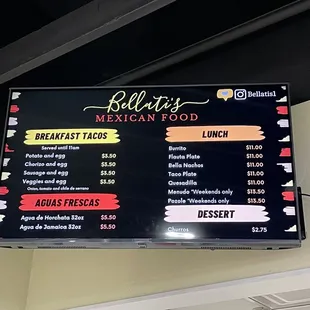 Bellati's
MEXICAN FOOD
Bellatis1
BREAKFAST TACOS
Served until 11am
Potato and egg $3.50
Chorizo and egg $3.50
Sausage and egg $3.50
Veggies and egg $3.50
Onion, tomato and chile de serrano
AGUAS FRESCAS
Agua de Horchata 32oz $5.50
Agua de Jamaica 32oz $5.50
LUNCH
Burrito $11.00
Flauta Plate $11.00
Bella Nachos $11.00
Taco Plate $11.00
Quesadilla $11.00
Menudo *Weekends only $13.50
Pozole *Weekends only $13.50
DESSERT
Churros $2.75